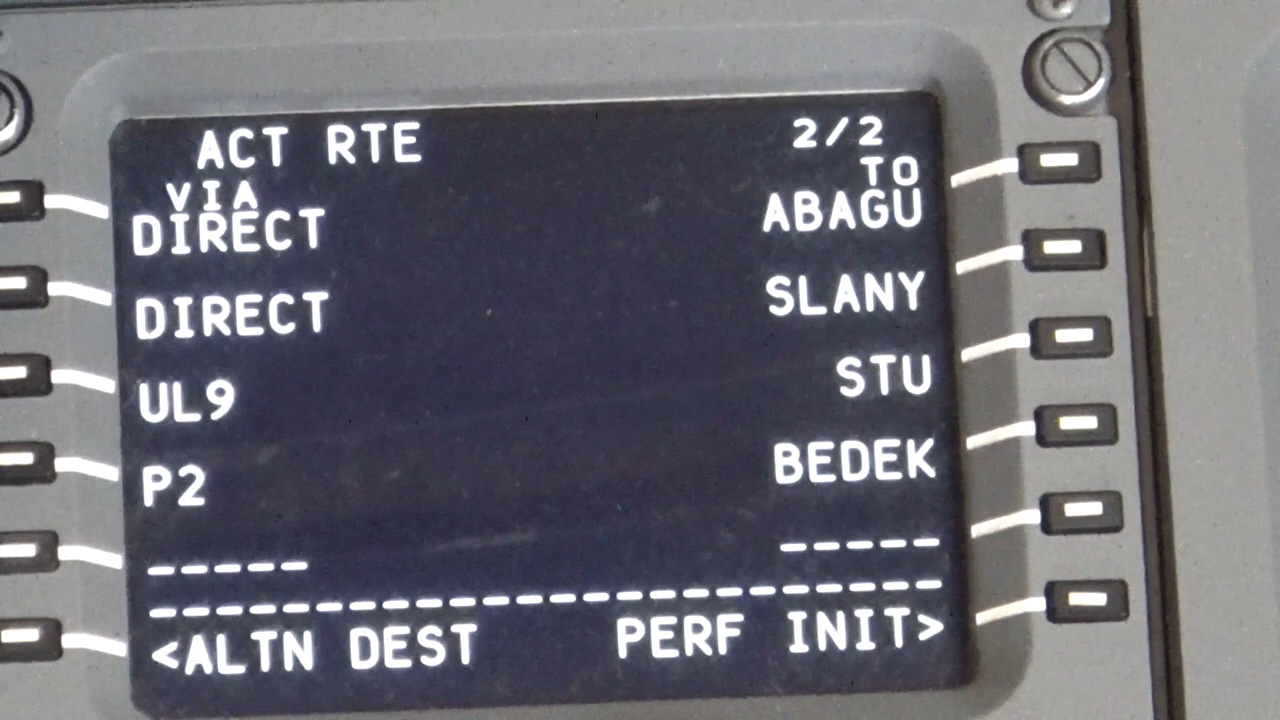 ACT RTE 2/2
VIA TO
DIRECT ABAGU
DIRECT SLANY
UL9 STU
P2 BEDEK
----- -----
------------------------
<ALTN DEST PERF INIT>